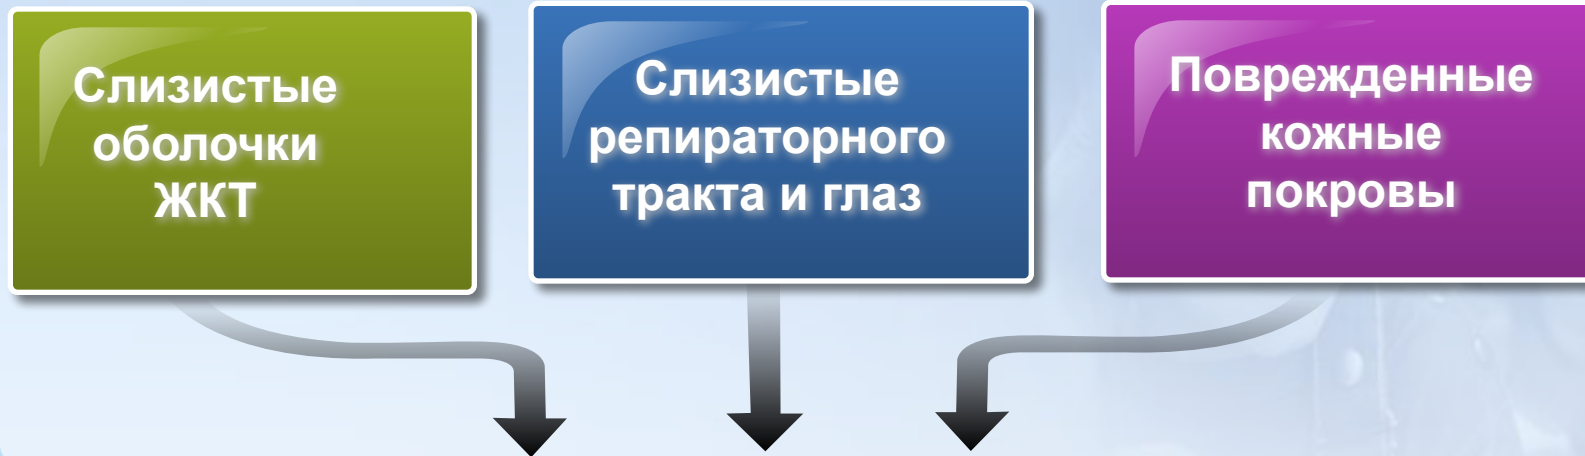 Слизистые
оболочки
ЖКТ
Слизистые
репираторного
тракта и глаз
Поврежденные
кожные
покровы